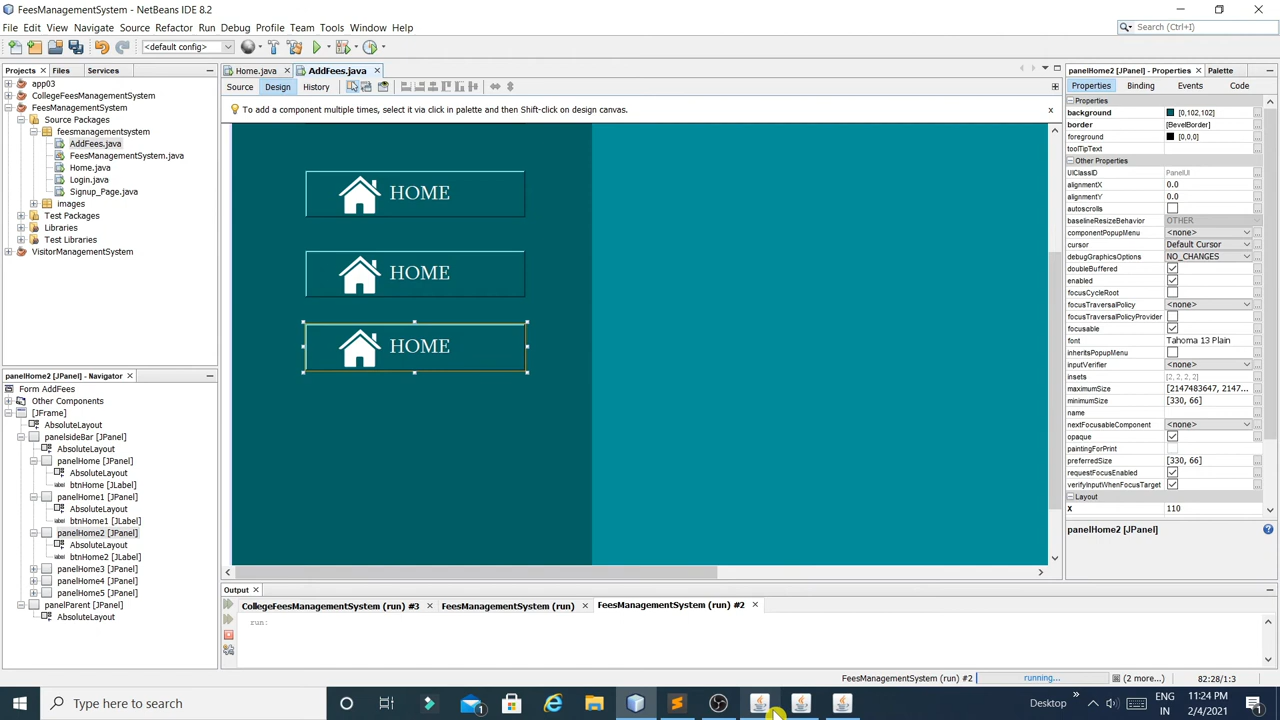 FeesManagementSystem - NetBeans IDE 8.2
File Edit View Navigate Source Refactor Run Debug Profile Team Tools Window Help
Search (Ctrl+I)
<default config>
Projects Files Services
Home.java AddFees.java
panelHome2 [JPanel] - Properties Palette
app03
CollegeFeesManagementSystem
FeesManagementSystem
Source Packages
feesmanagementsystem
AddFees.java
FeesManagementSystem.java
Home.java
Login.java
Signup_Page.java
images
Test Packages
Libraries
Test Libraries
VisitorManagementSystem
Source Design History
To add a component multiple times, select it via click in palette and then Shift-click on design canvas.
HOME
HOME
HOME
Properties Binding Events Code
Properties
background [0,102,102]
border [BevelBorder]
foreground [0,0,0]
toolTipText
Other Properties
UIClassID PanelUI
alignmentX 0.0
alignmentY 0.0
autoscrolls
baselineResizeBehavior OTHER
componentPopupMenu <none>
cursor Default Cursor
debugGraphicsOptions NO_CHANGES
doubleBuffered
enabled
focusCycleRoot
focusTraversalPolicy <none>
focusTraversalPolicyProvider
focusable
font Tahoma 13 Plain
inheritsPopupMenu
inputVerifier <none>
insets [2, 2, 2, 2]
maximumSize [2147483647, 2147...
minimumSize [330, 66]
name
nextFocusableComponent <none>
opaque
paintingForPrint
preferredSize [330, 66]
requestFocusEnabled
verifyInputWhenFocusTarget
Layout
X 110
panelHome2 [JPanel]
panelHome2 [JPanel] - Navigator
Form AddFees
Other Components
[JFrame]
AbsoluteLayout
panelsideBar [JPanel]
AbsoluteLayout
panelHome [JPanel]
AbsoluteLayout
btnHome [JLabel]
panelHome1 [JPanel]
AbsoluteLayout
btnHome1 [JLabel]
panelHome2 [JPanel]
AbsoluteLayout
btnHome2 [JLabel]
panelHome3 [JPanel]
panelHome4 [JPanel]
panelHome5 [JPanel]
panelParent [JPanel]
AbsoluteLayout
Output
CollegeFeesManagementSystem (run) #3 FeesManagementSystem (run) FeesManagementSystem (run) #2
run:
FeesManagementSystem (run) #2 running... (2 more...) 82:28/1:3
Type here to search
Desktop
ENG
IN
11:24 PM
2/4/2021